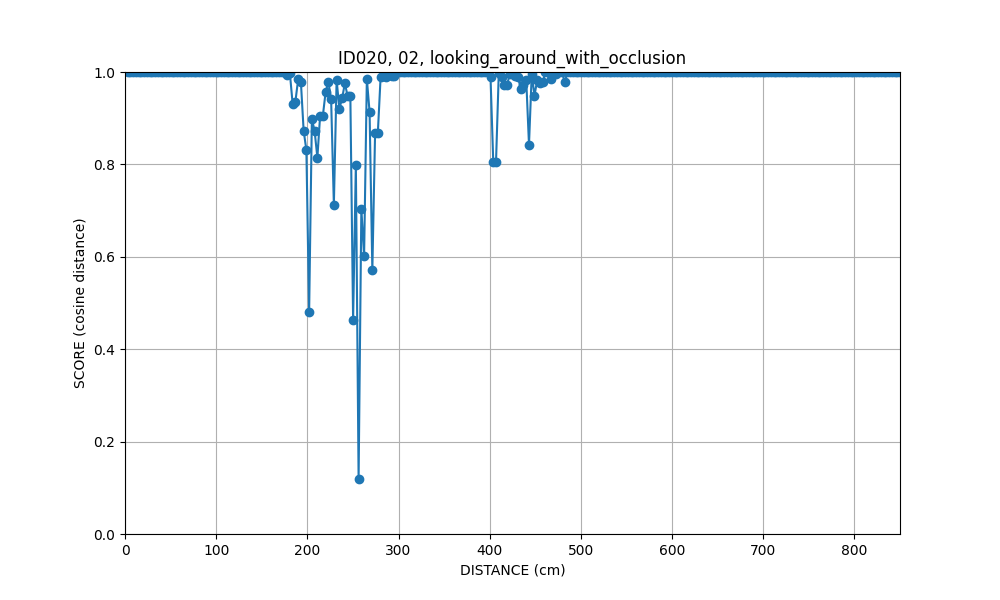 ID020, 02, looking_around_with_occlusion
1.0
0.8
0.6
0.4
0.2
0.0
SCORE (cosine distance)
0 100 200 300 400 500 600 700 800
DISTANCE (cm)